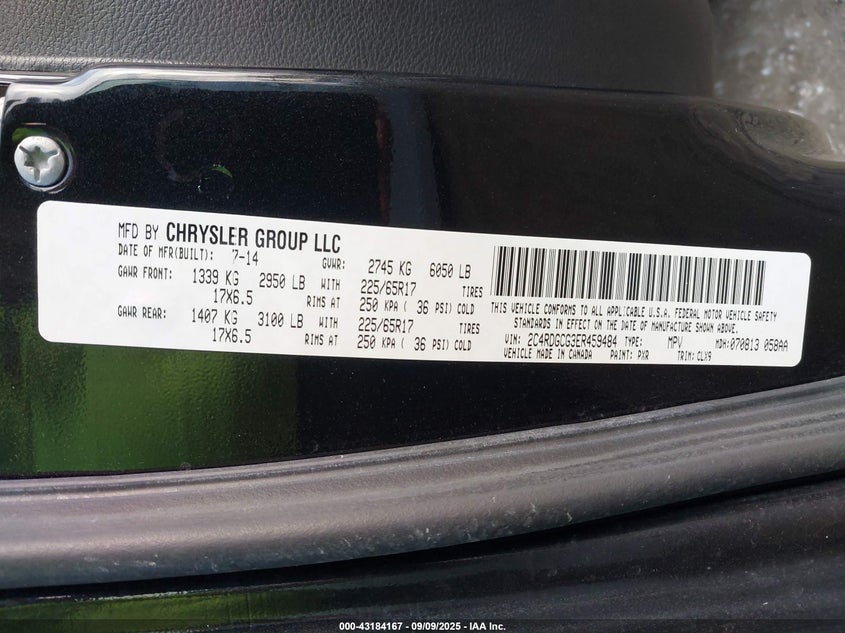 MFD BY CHRYSLER GROUP LLC
DATE OF MFR(BUILT): 7-14 GVWR: 2745 KG 6050 LB
GAWR FRONT: 1339 KG 2950 LB WITH 225/65R17 TIRES
17X6.5 RIMS AT 250 KPA ( 36 PSI) COLD
GAWR REAR: 1407 KG 3100 LB WITH 225/65R17 TIRES
17X6.5 RIMS AT 250 KPA ( 36 PSI) COLD
THIS VEHICLE CONFORMS TO ALL APPLICABLE U.S.A. FEDERAL MOTOR VEHICLE SAFETY
STANDARDS IN EFFECT ON THE DATE OF MANUFACTURE SHOWN ABOVE.
VIN: 2C4RDGCG3ER459484 TYPE: MPV MDH: 070813 058AA
VEHICLE MADE IN CANADA PAINT: PXR TRIM: CLX9
000-43184167 - 09/09/2025 - IAA Inc.